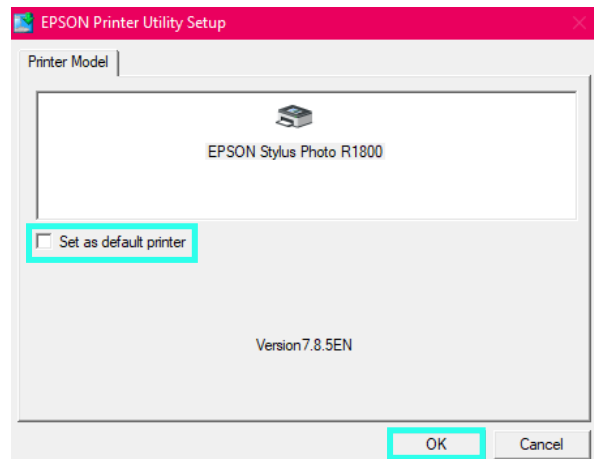 EPSON Printer Utility Setup
Printer Model
EPSON Stylus Photo R1800
Set as default printer
Version7.8.5EN
OK Cancel